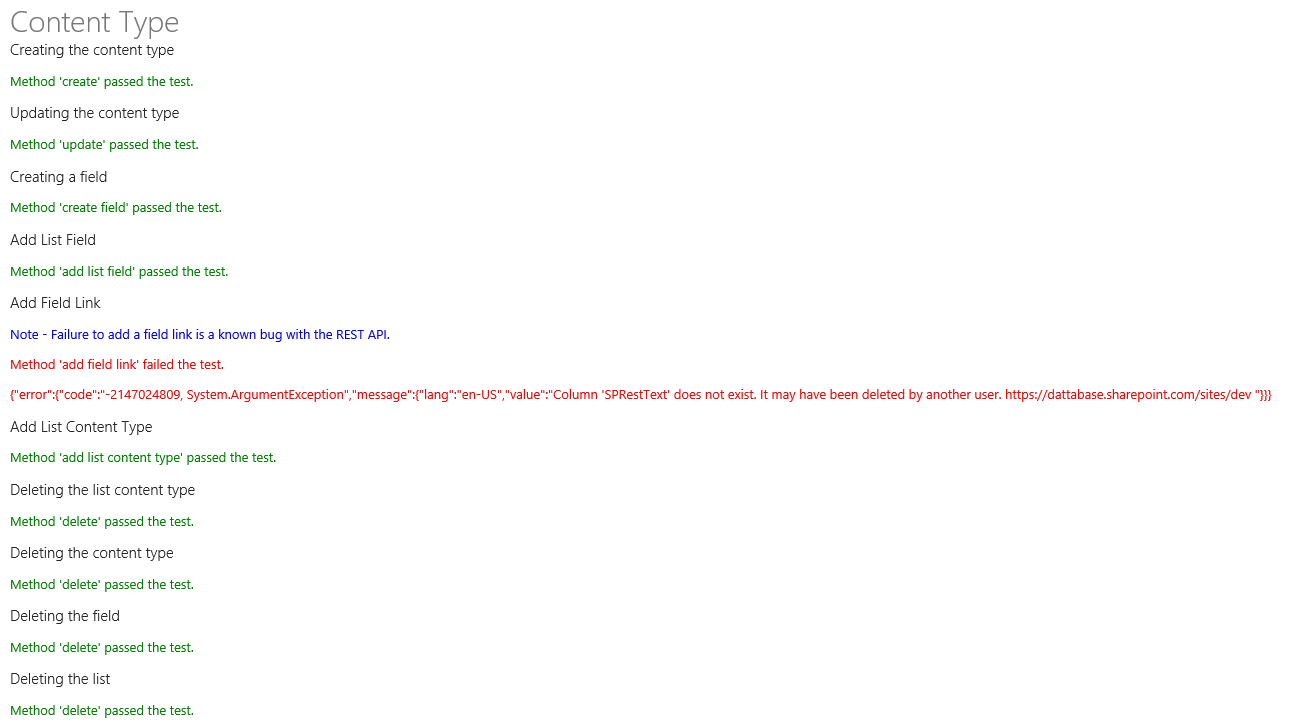 Content Type
Creating the content type
Method 'create' passed the test.
Updating the content type
Method 'update' passed the test.
Creating a field
Method 'create field' passed the test.
Add List Field
Method 'add list field' passed the test.
Add Field Link
Note - Failure to add a field link is a known bug with the REST API.
Method 'add field link' failed the test.
{"error":{"code":"-2147024809, System.ArgumentException","message":{"lang":"en-US","value":"Column 'SPRestText' does not exist. It may have been deleted by another user. https://dattabase.sharepoint.com/sites/dev "}}}
Add List Content Type
Method 'add list content type' passed the test.
Deleting the list content type
Method 'delete' passed the test.
Deleting the content type
Method 'delete' passed the test.
Deleting the field
Method 'delete' passed the test.
Deleting the list
Method 'delete' passed the test.